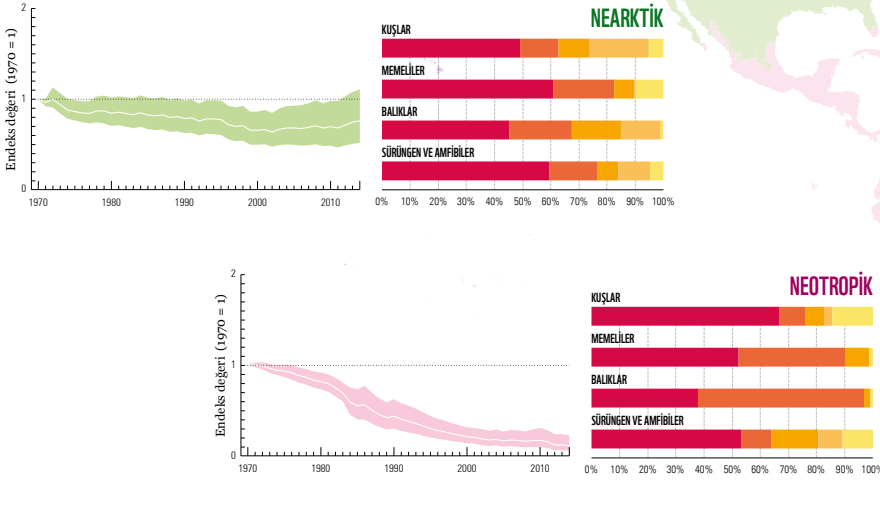 NEARKTİK
2
1
0
Endeks değeri (1970 = 1)
1970 1980 1990 2000 2010
KUŞLAR
MEMELİLER
BALIKLAR
SÜRÜNGEN VE AMFİBİLER
0% 10% 20% 30% 40% 50% 60% 70% 80% 90% 100%
NEOTROPİK
2
1
0
Endeks değeri (1970 = 1)
1970 1980 1990 2000 2010
KUŞLAR
MEMELİLER
BALIKLAR
SÜRÜNGEN VE AMFİBİLER
0% 10% 20% 30% 40% 50% 60% 70% 80% 90% 100%